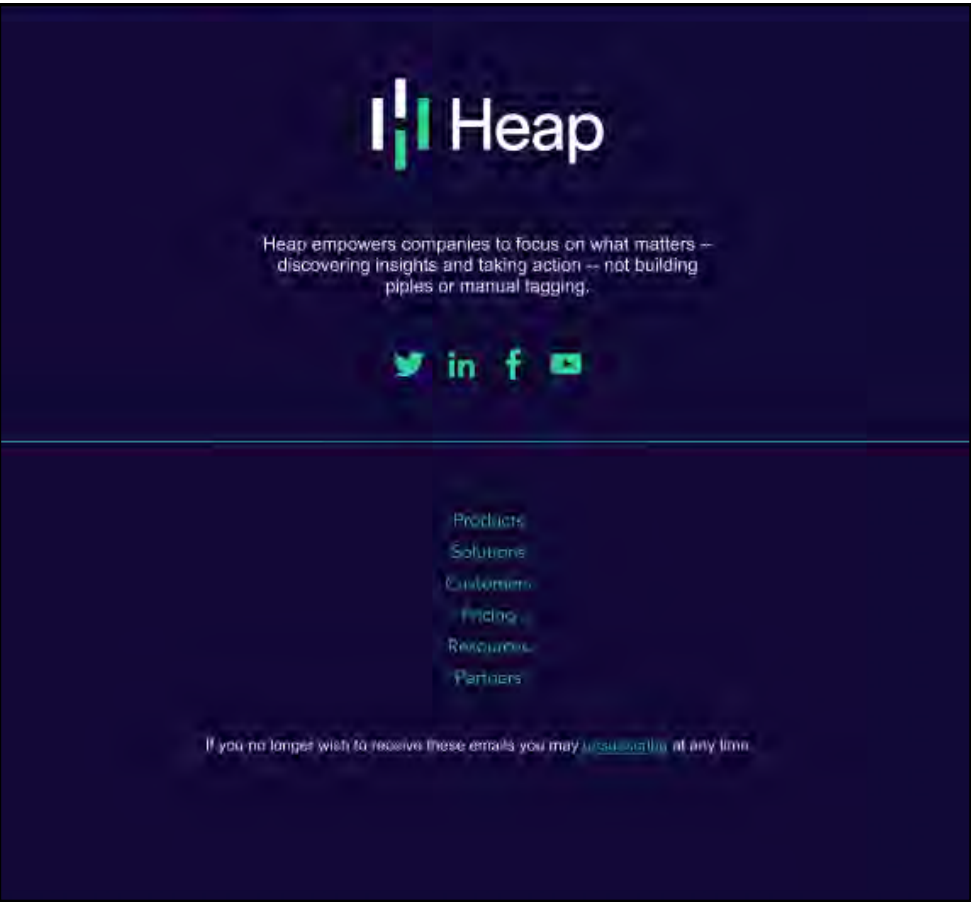 Heap
Heap empowers companies to focus on what matters –
discovering insights and taking action – not building
piples or manual tagging.
Products
Solutions
Customers
Pricing
Resources
Partners
If you no longer wish to receive these emails you may unsubscribe at any time